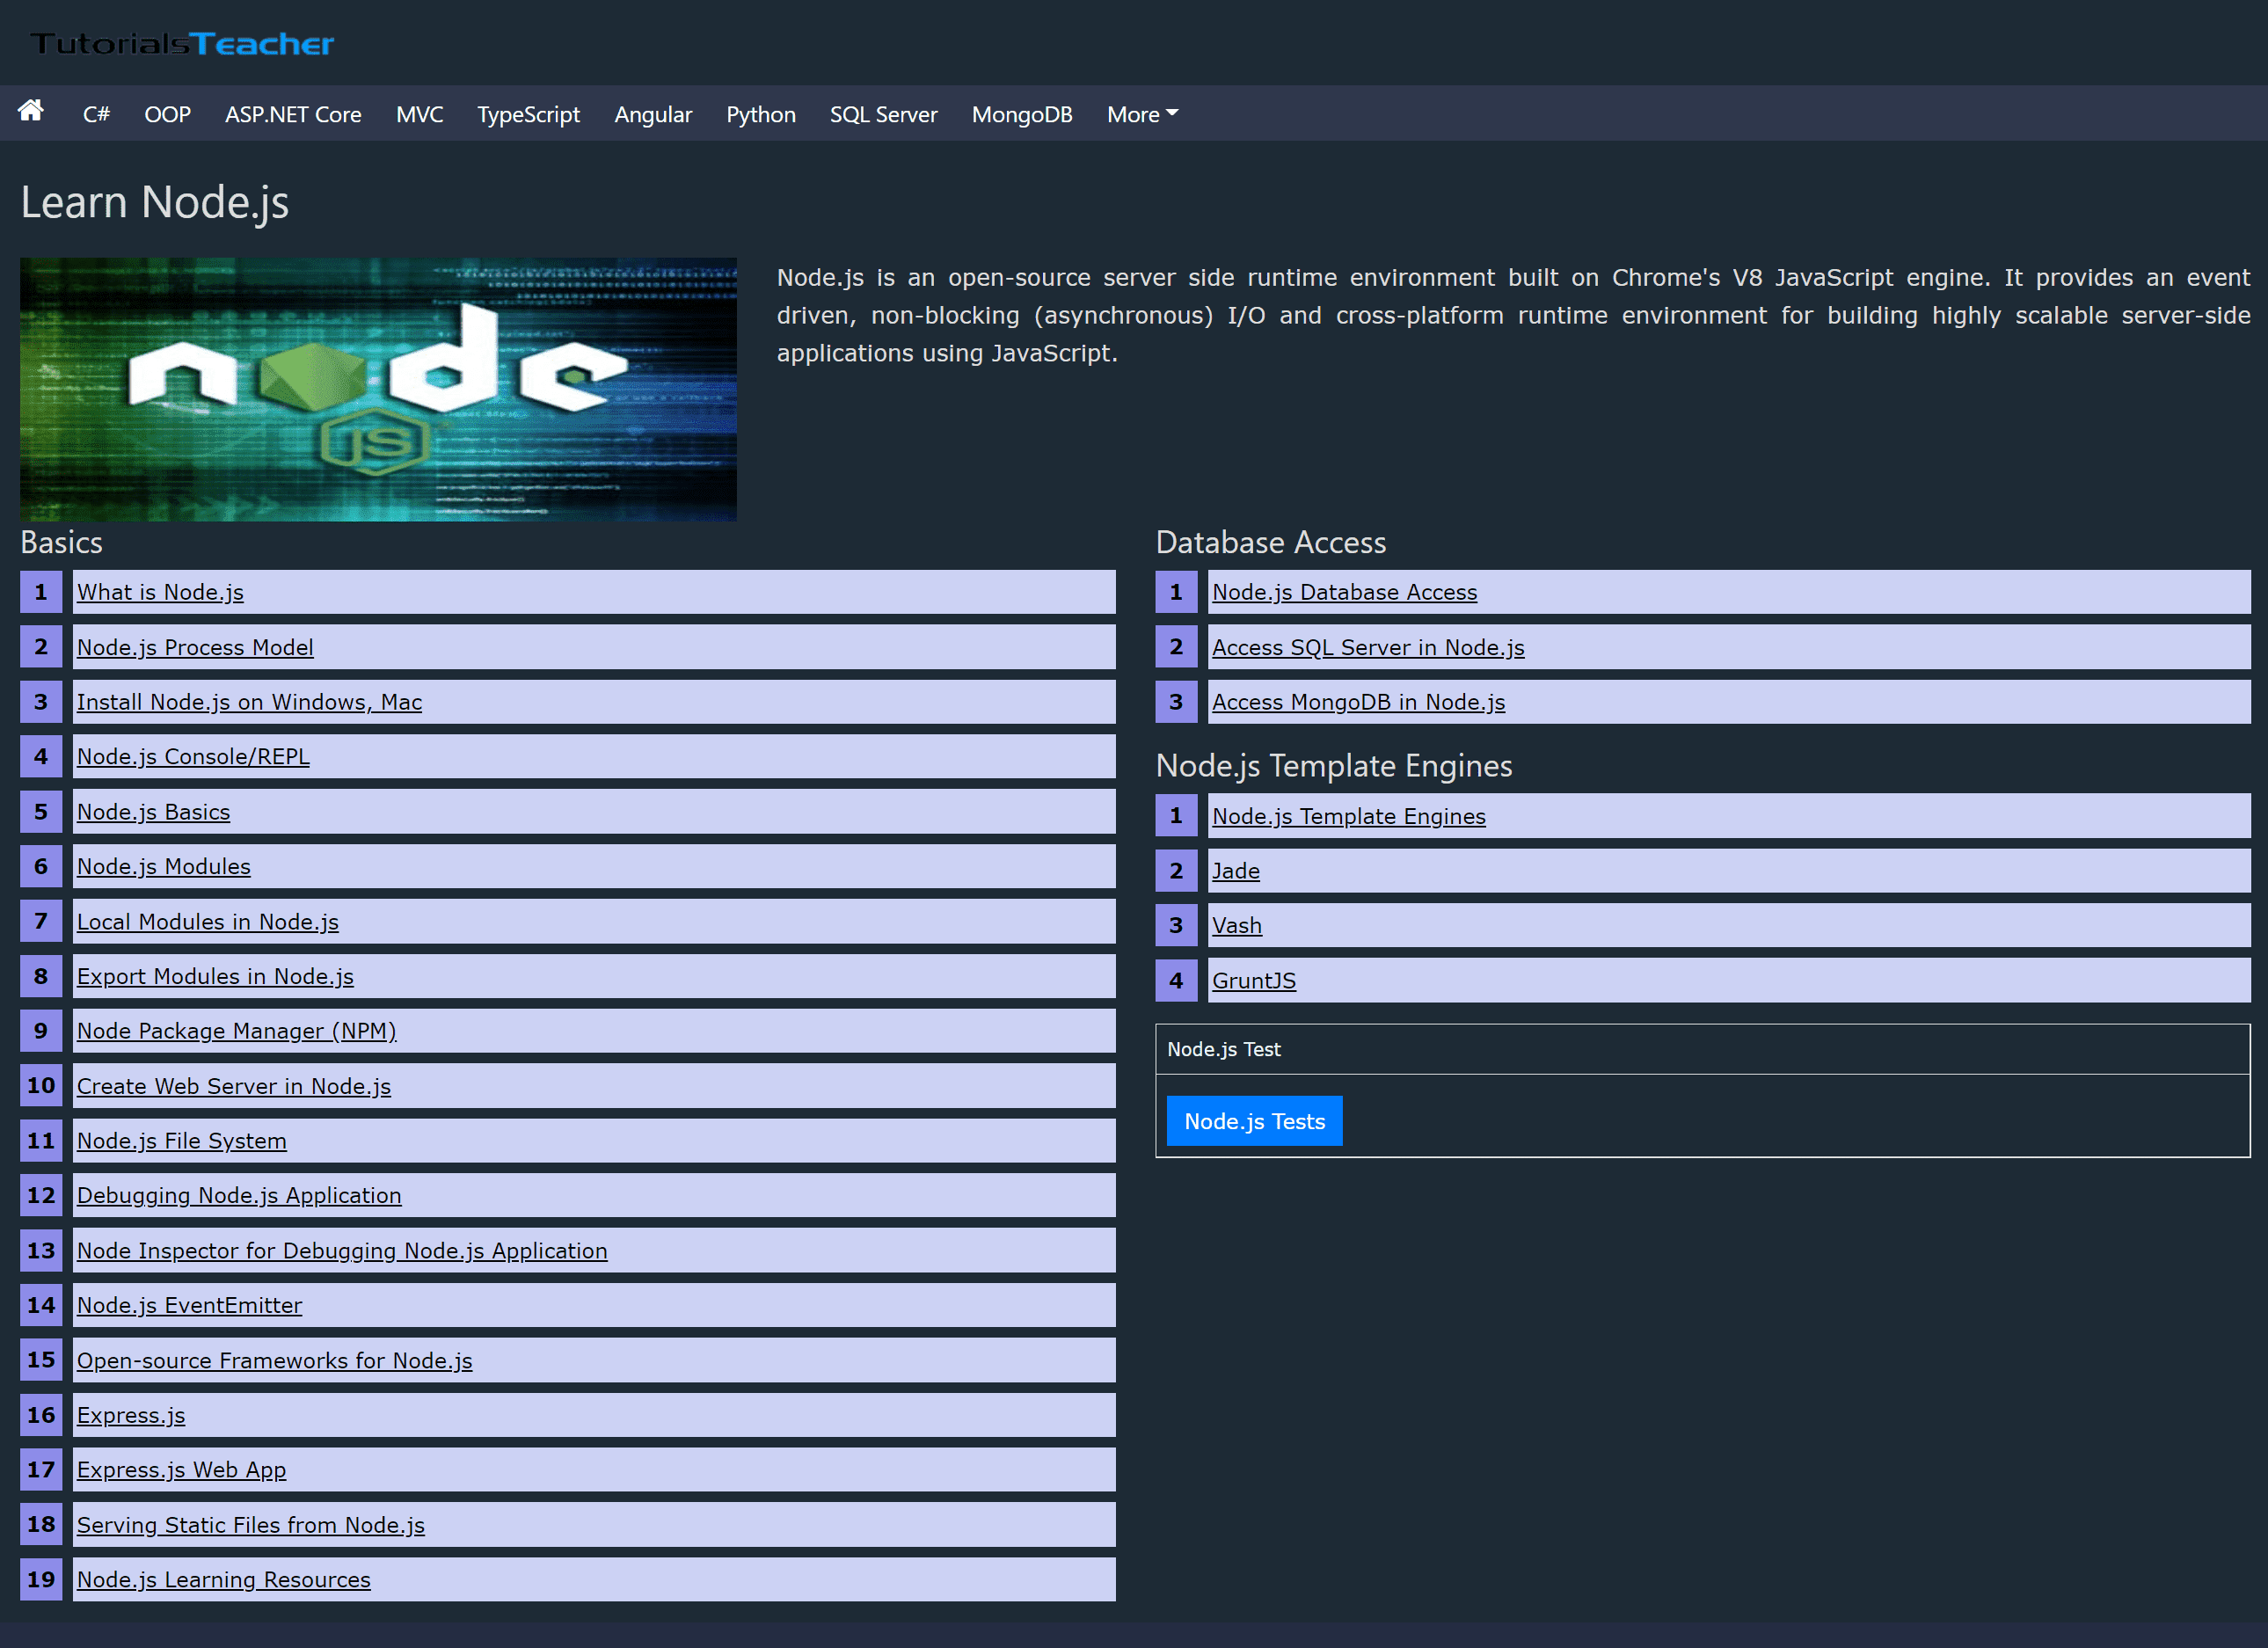 TutorialsTeacher
C# OOP ASP.NET Core MVC TypeScript Angular Python SQL Server MongoDB More
Learn Node.js
node
JS
Node.js is an open-source server side runtime environment built on Chrome's V8 JavaScript engine. It provides an event
driven, non-blocking (asynchronous) I/O and cross-platform runtime environment for building highly scalable server-side
applications using JavaScript.
Basics
1 What is Node.js
2 Node.js Process Model
3 Install Node.js on Windows, Mac
4 Node.js Console/REPL
5 Node.js Basics
6 Node.js Modules
7 Local Modules in Node.js
8 Export Modules in Node.js
9 Node Package Manager (NPM)
10 Create Web Server in Node.js
11 Node.js File System
12 Debugging Node.js Application
13 Node Inspector for Debugging Node.js Application
14 Node.js EventEmitter
15 Open-source Frameworks for Node.js
16 Express.js
17 Express.js Web App
18 Serving Static Files from Node.js
19 Node.js Learning Resources
Database Access
1 Node.js Database Access
2 Access SQL Server in Node.js
3 Access MongoDB in Node.js
Node.js Template Engines
1 Node.js Template Engines
2 Jade
3 Vash
4 GruntJS
Node.js Test
Node.js Tests